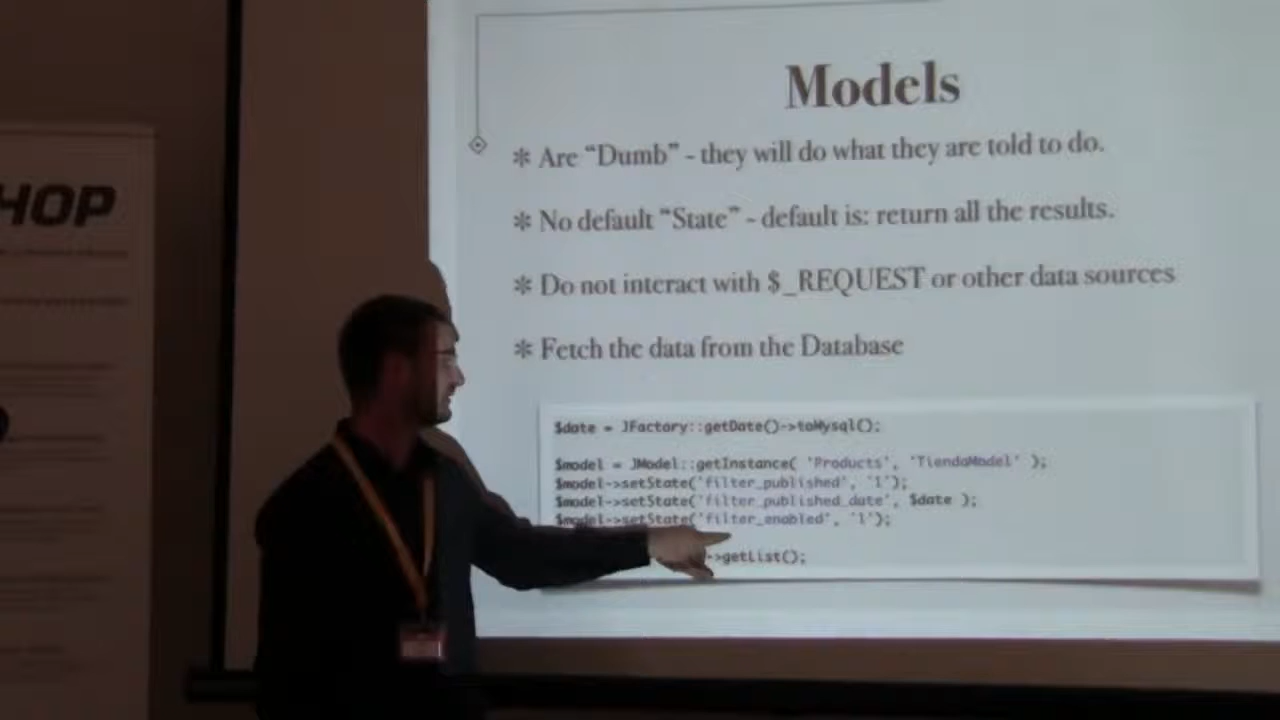 HOP
Models
* Are “Dumb” - they will do what they are told to do.
* No default “State” - default is: return all the results.
* Do not interact with $_REQUEST or other data sources
* Fetch the data from the Database
$date = JFactory::getDate()->toMysql();
$model = JModel::getInstance( 'Products', 'TiendaModel' );
$model->setState('filter_published', '1');
$model->setState('filter_published_date', $date );
$model->setState('filter_enabled', '1');
->getList();